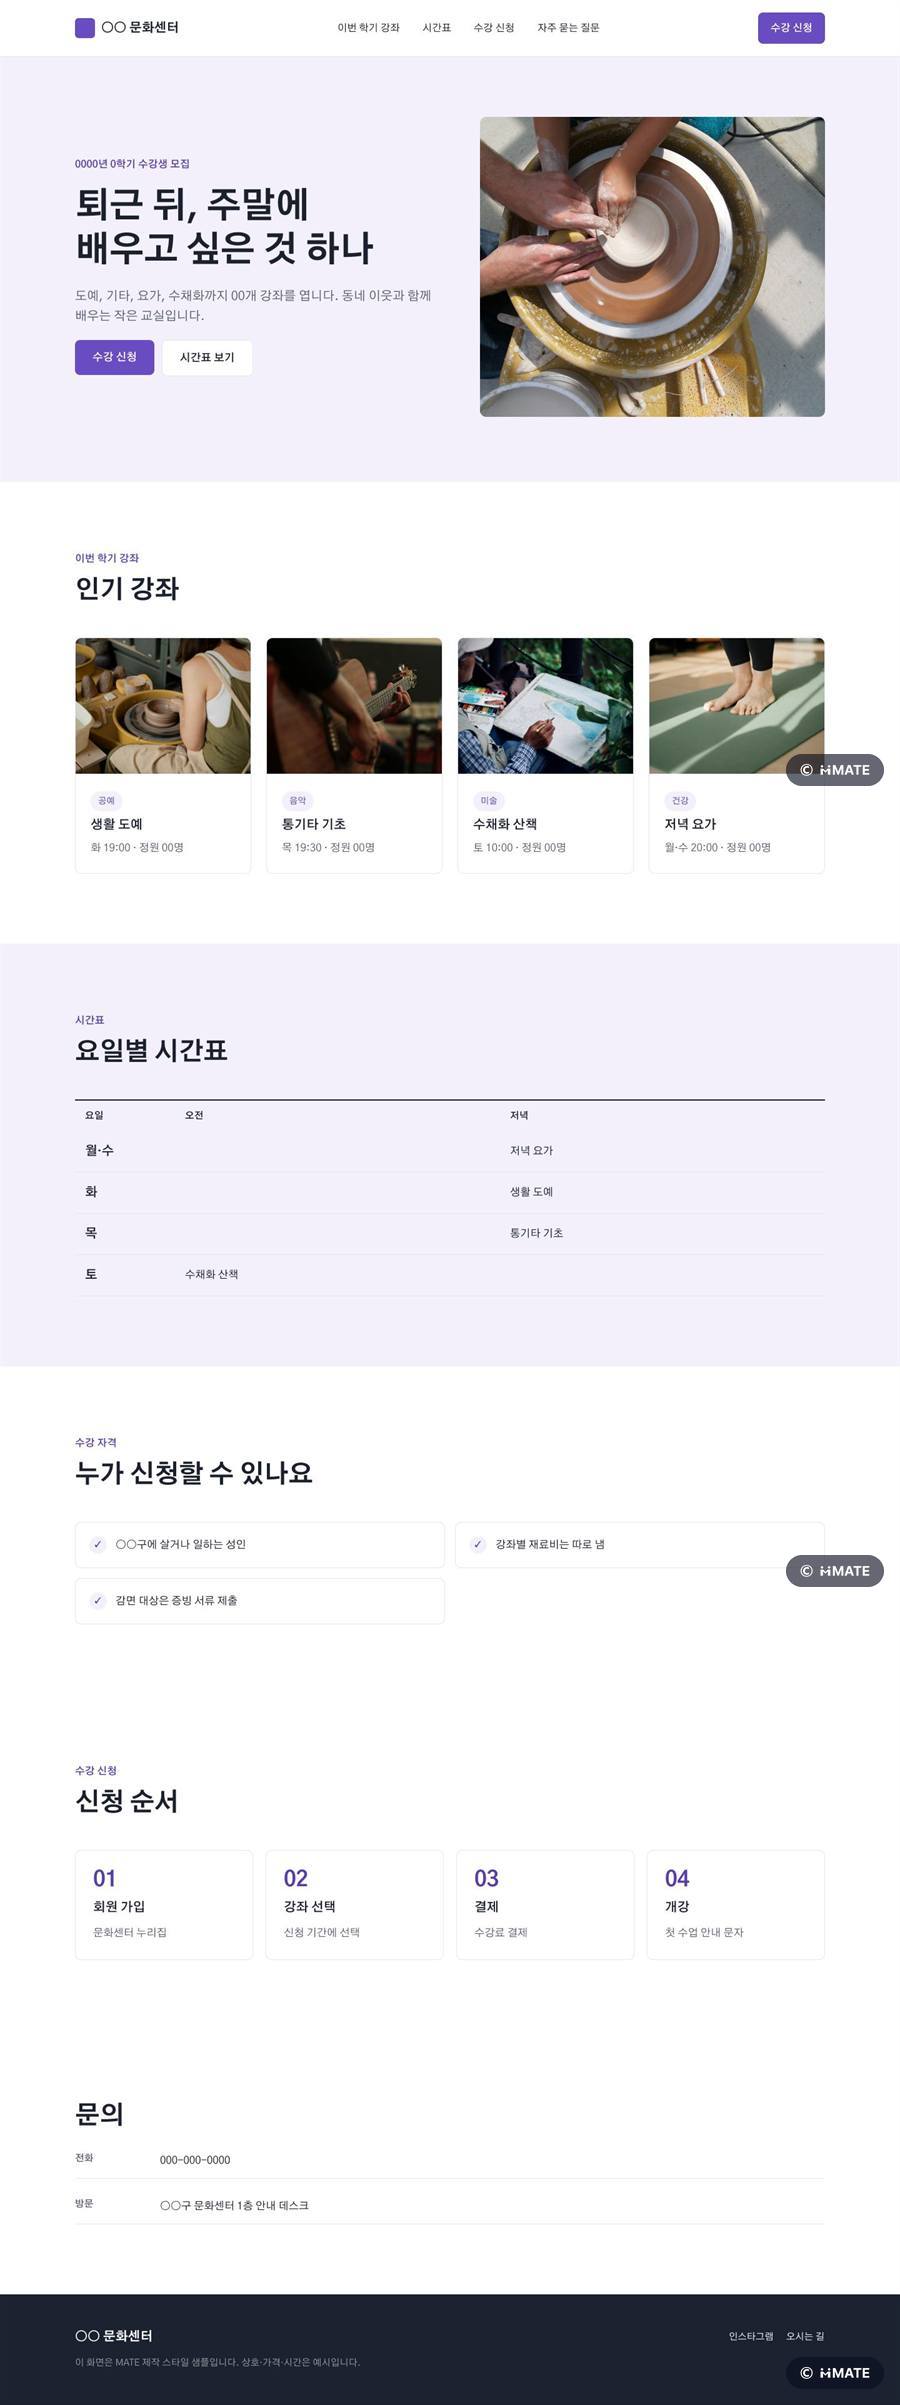 ○○ 문화센터
이번 학기 강좌
시간표
수강 신청
자주 묻는 질문
수강 신청
0000년 0학기 수강생 모집
퇴근 뒤, 주말에
배우고 싶은 것 하나
도예, 기타, 요가, 수채화까지 00개 강좌를 엽니다. 동네 이웃과 함께
배우는 작은 교실입니다.
수강 신청
시간표 보기
이번 학기 강좌
인기 강좌
공예
생활 도예
화 19:00 · 정원 00명
음악
통기타 기초
목 19:30 · 정원 00명
미술
수채화 산책
토 10:00 · 정원 00명
건강
저녁 요가
월·수 20:00 · 정원 00명
© MATE
시간표
요일별 시간표
요일 오전 저녁
월·수 저녁 요가
화 생활 도예
목 통기타 기초
토 수채화 산책
수강 자격
누가 신청할 수 있나요
✓ ○○구에 살거나 일하는 성인
✓ 강좌별 재료비는 따로 냄
✓ 감면 대상은 증빙 서류 제출
© MATE
수강 신청
신청 순서
01
회원 가입
문화센터 누리집
02
강좌 선택
신청 기간에 선택
03
결제
수강료 결제
04
개강
첫 수업 안내 문자
문의
전화 000-000-0000
방문 ○○구 문화센터 1층 안내 데스크
○○ 문화센터
이 화면은 MATE 제작 스타일 샘플입니다. 상호·가격·시간은 예시입니다.
인스타그램 오시는 길
© MATE